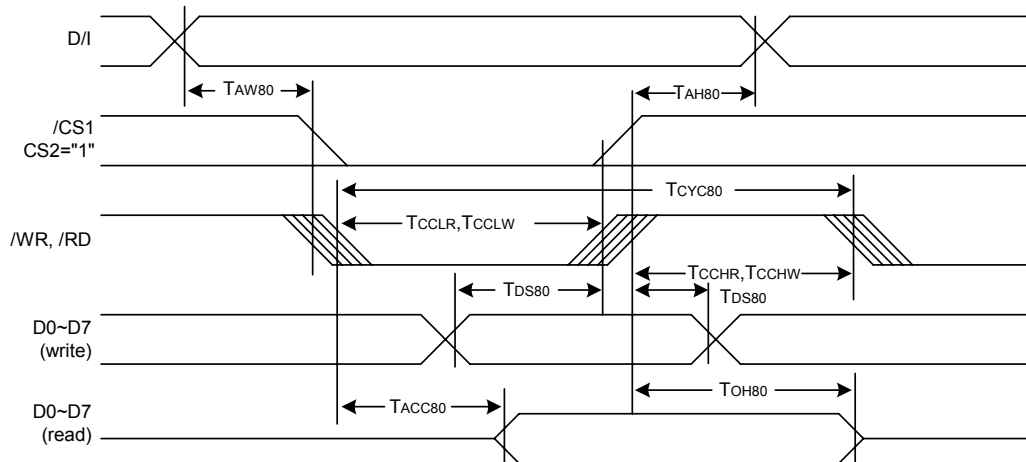 D/I
TAW80
TAH80
/CS1
CS2="1"
TCYC80
TCCLR,TCCLW
/WR, /RD
TCCHR,TCCHW
TDS80
TDS80
D0~D7
(write)
TOH80
TACC80
D0~D7
(read)